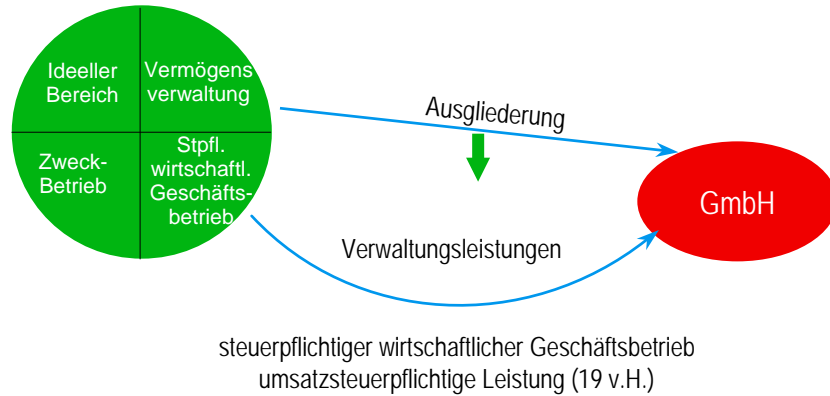 Ideeller
Bereich
Vermögens
verwaltung
Zweck-
Betrieb
Stpfl.
wirtschaftl.
Geschäfts-
betrieb
Ausgliederung
GmbH
Verwaltungsleistungen
steuerpflichtiger wirtschaftlicher Geschäftsbetrieb
umsatzsteuerpflichtige Leistung (19 v.H.)